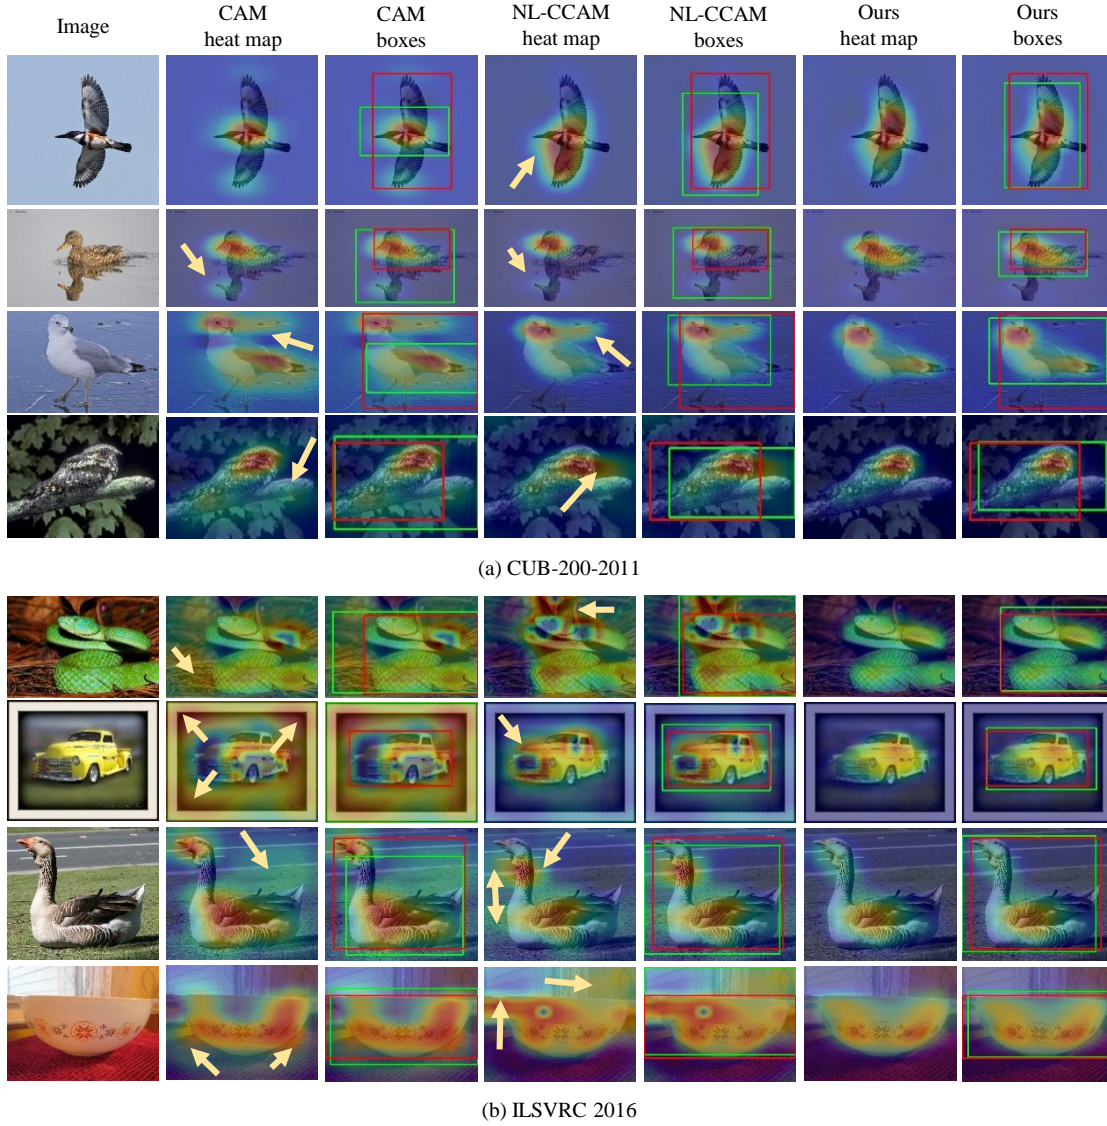 Image
CAM
heat map
CAM
boxes
NL-CCAM
heat map
NL-CCAM
boxes
Ours
heat map
Ours
boxes
(a) CUB-200-2011
(b) ILSVRC 2016